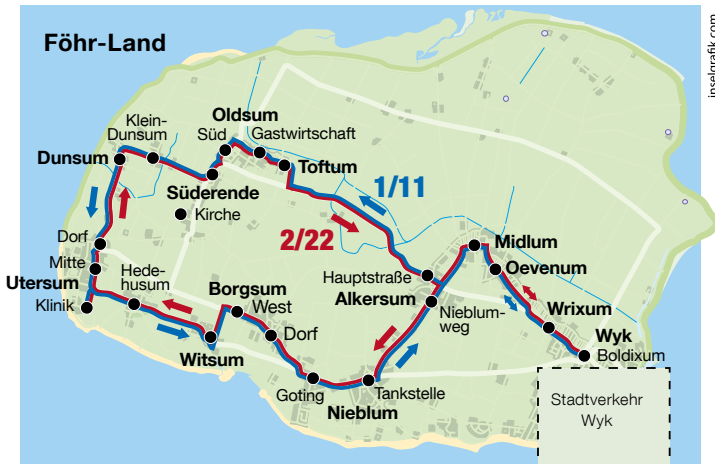 Föhr-Land
inselgrafik.com
Oldsum
Klein-
Dunsum
Süd
Gastwirtschaft
Dunsum
Toftum
Süderende
Kirche
1/11
2/22
Dorf
Mitte
Utersum
Klinik
Hede-
husum
Borgsum
West
Dorf
Witsum
Goting
Nieblum
Tankstelle
Hauptstraße
Alkersum
Nieblum-
weg
Midlum
Oevenum
Wrixum
Wyk
Boldixum
Stadtverkehr
Wyk